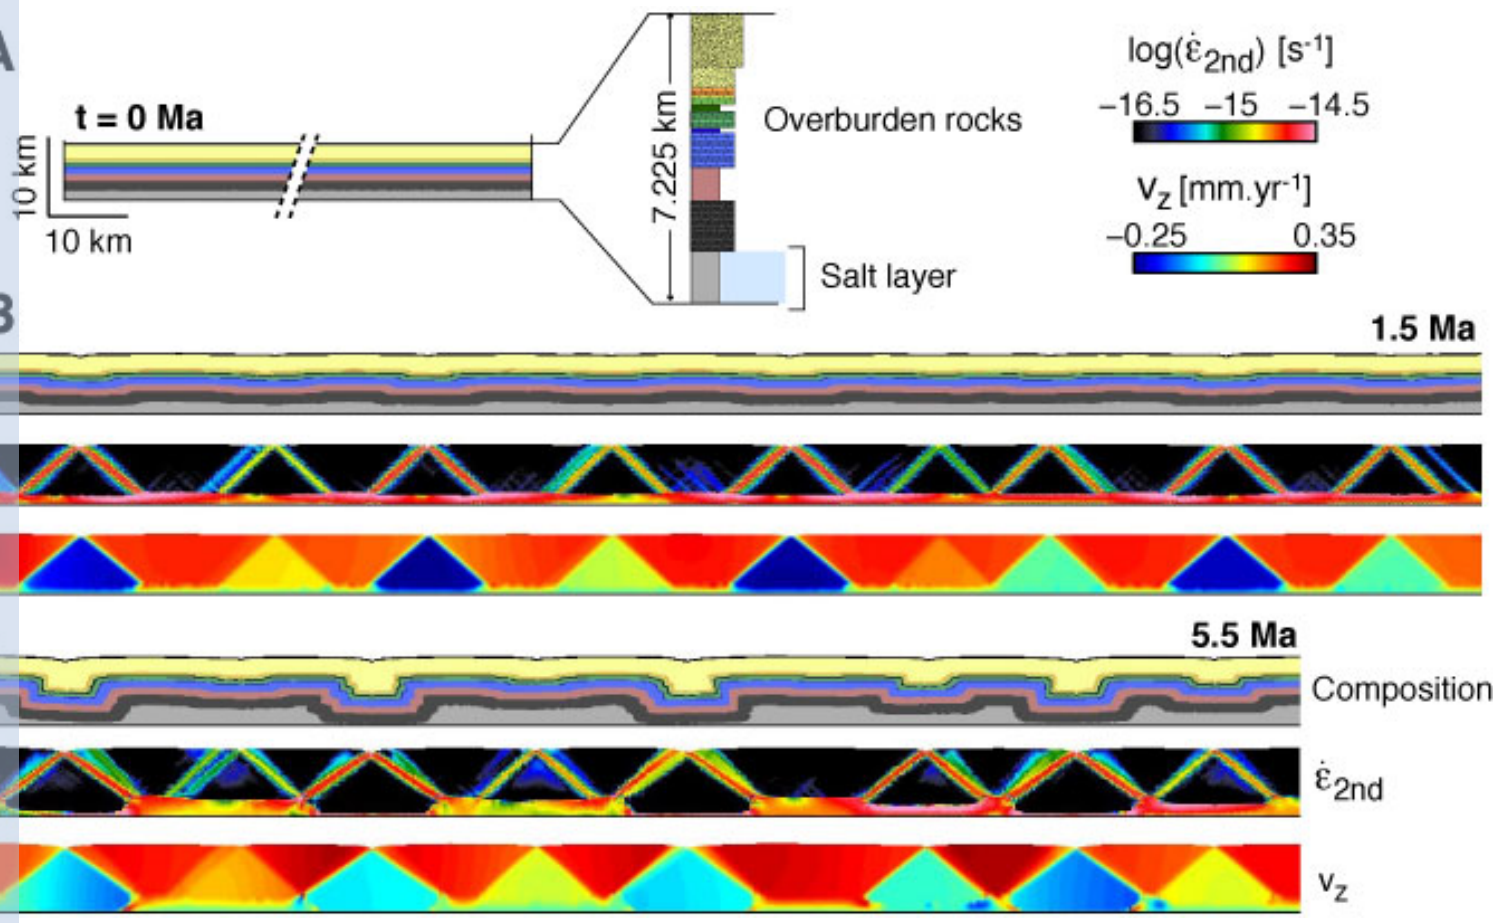 A
t = 0 Ma
10 km
10 km
7.225 km
Overburden rocks
Salt layer
log(ε̇2nd) [s-1]
−16.5 −15 −14.5
vz [mm.yr-1]
−0.25 0.35
B
1.5 Ma
5.5 Ma
Composition
ε̇2nd
vz